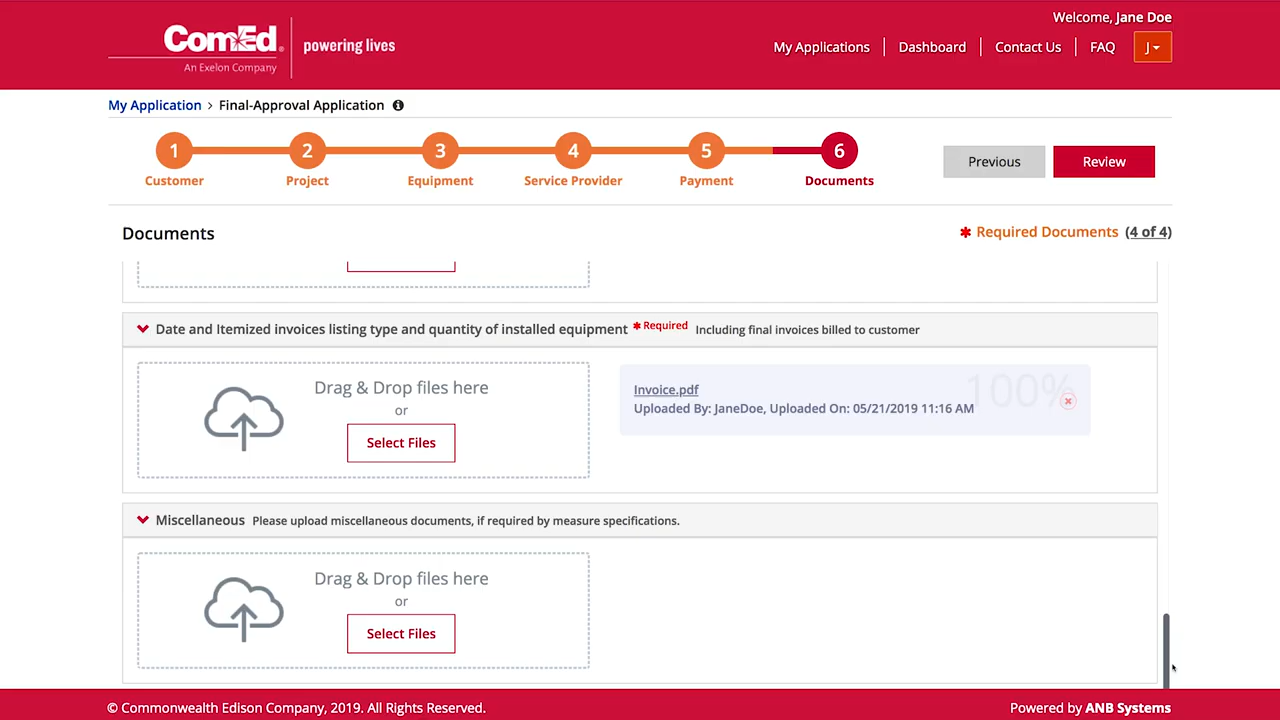 Welcome, Jane Doe
ComEd.
An Exelon Company
powering lives
My Applications
Dashboard
Contact Us
FAQ
J
My Application > Final-Approval Application
1
2
3
4
5
6
Customer
Project
Equipment
Service Provider
Payment
Documents
Previous
Review
Documents
* Required Documents (4 of 4)
Date and Itemized invoices listing type and quantity of installed equipment * Required Including final invoices billed to customer
Drag & Drop files here
or
Select Files
Invoice.pdf
100%
Uploaded By: JaneDoe, Uploaded On: 05/21/2019 11:16 AM
Miscellaneous Please upload miscellaneous documents, if required by measure specifications.
Drag & Drop files here
or
Select Files
© Commonwealth Edison Company, 2019. All Rights Reserved.
Powered by ANB Systems